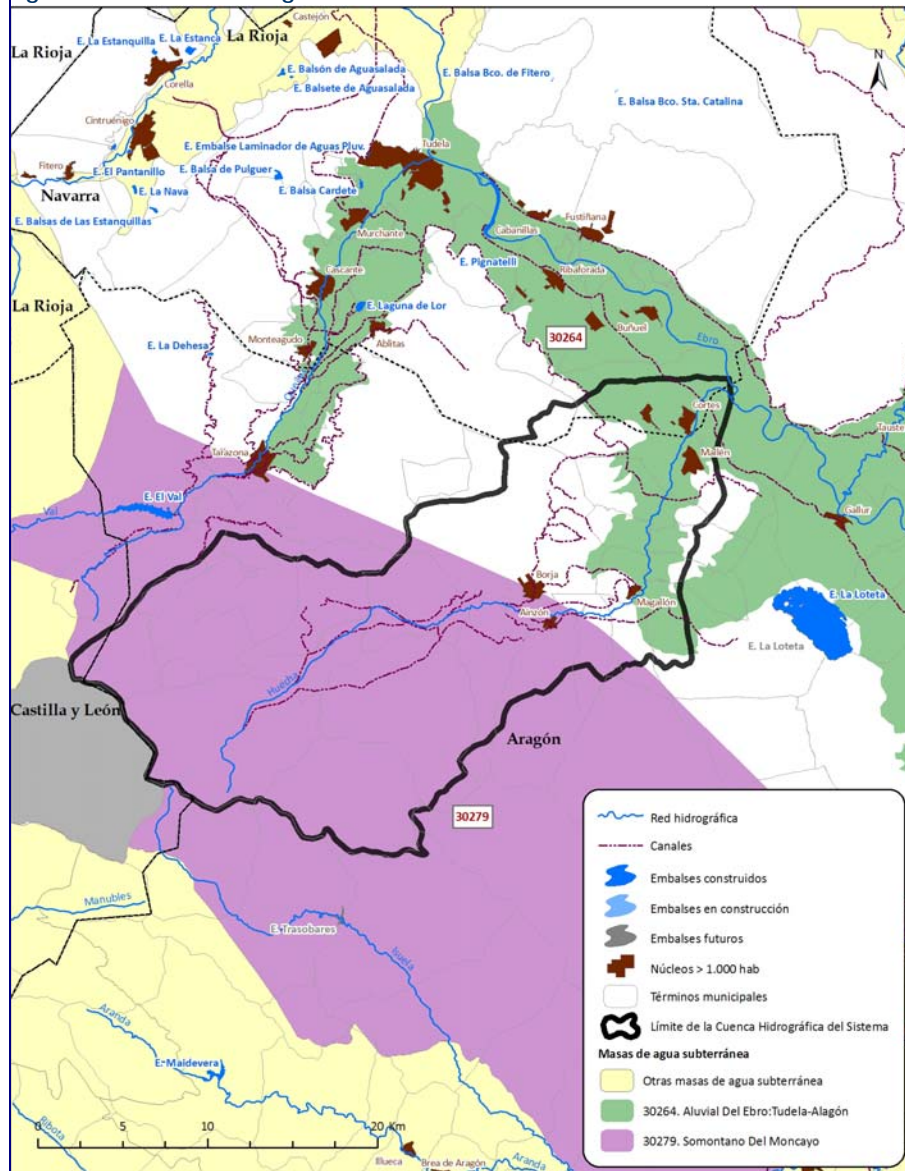 La Rioja
La Rioja
Castejón
E. La Estanquilla
E. La Estanca
E. Balsón de Aguasalada
E. Balsete de Aguasalada
E. Balsa Bco. de Fitero
E. Balsa Bco. Sta. Catalina
N
Corella
Cintruénigo
Fitero
E. El Pantanillo
E. Embalse Laminador de Aguas Pluv.
Tudela
E. Balsa de Pulguer
E. Balsa Cardete
E. La Nava
Navarra
E. Balsas de Las Estanquillas
Murchante
Cabanillas
Fustiñana
Cascante
E. Pignatelli
Ribaforada
La Rioja
E. Laguna de Lor
Buñuel
Ebro
30264
E. La Dehesa
Monteagudo
Ablitas
Cortes
Tarazona
Mallén
Tauste
E. El Val
Val
Gallur
Borja
Ainzón
Magallón
E. La Loteta
E. La Loteta
Huecha
Castilla y León
Aragón
30279
Manubles
E. Trasobares
Isuela
Aranda
E. Maidevera
Ribota
0 5 10 20 Km
Illueca
Brea de Aragón
Aranda
Red hidrográfica
Canales
Embalses construidos
Embalses en construcción
Embalses futuros
Núcleos > 1.000 hab
Términos municipales
Límite de la Cuenca Hidrográfica del Sistema
Masas de agua subterránea
Otras masas de agua subterránea
30264. Aluvial Del Ebro:Tudela-Alagón
30279. Somontano Del Moncayo